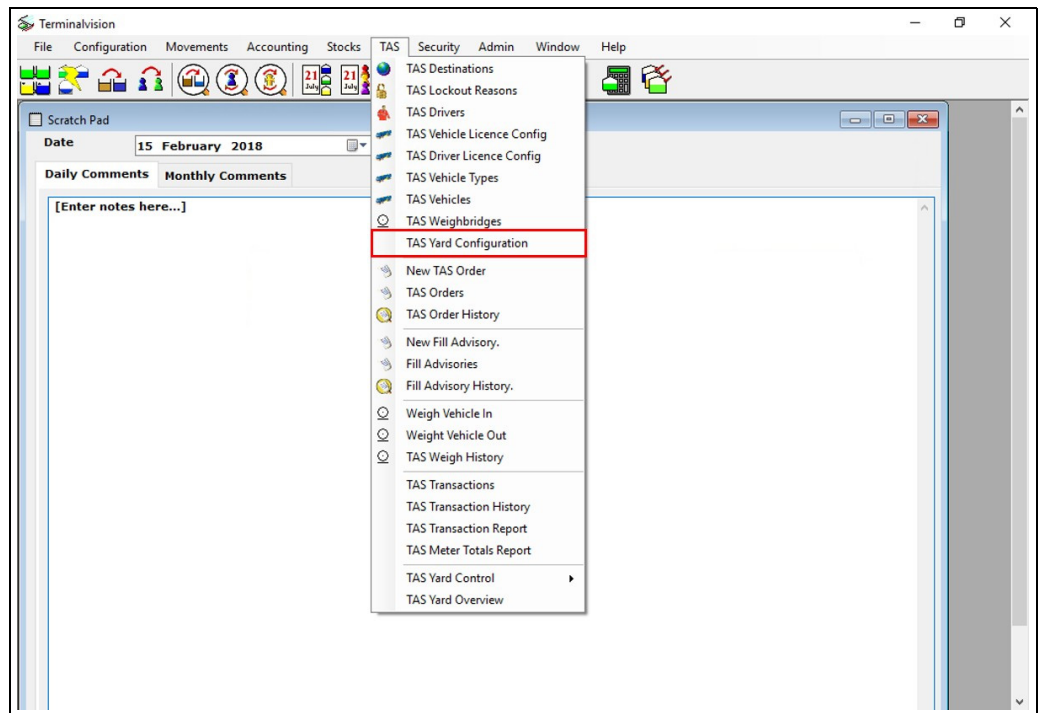 Terminalvision
File Configuration Movements Accounting Stocks TAS Security Admin Window Help
21 July 21 July
Scratch Pad
Date 15 February 2018
Daily Comments Monthly Comments
[Enter notes here...]
TAS Destinations
TAS Lockout Reasons
TAS Drivers
TAS Vehicle Licence Config
TAS Driver Licence Config
TAS Vehicle Types
TAS Vehicles
TAS Weighbridges
TAS Yard Configuration
New TAS Order
TAS Orders
TAS Order History
New Fill Advisory.
Fill Advisories
Fill Advisory History.
Weigh Vehicle In
Weight Vehicle Out
TAS Weigh History
TAS Transactions
TAS Transaction History
TAS Transaction Report
TAS Meter Totals Report
TAS Yard Control
TAS Yard Overview